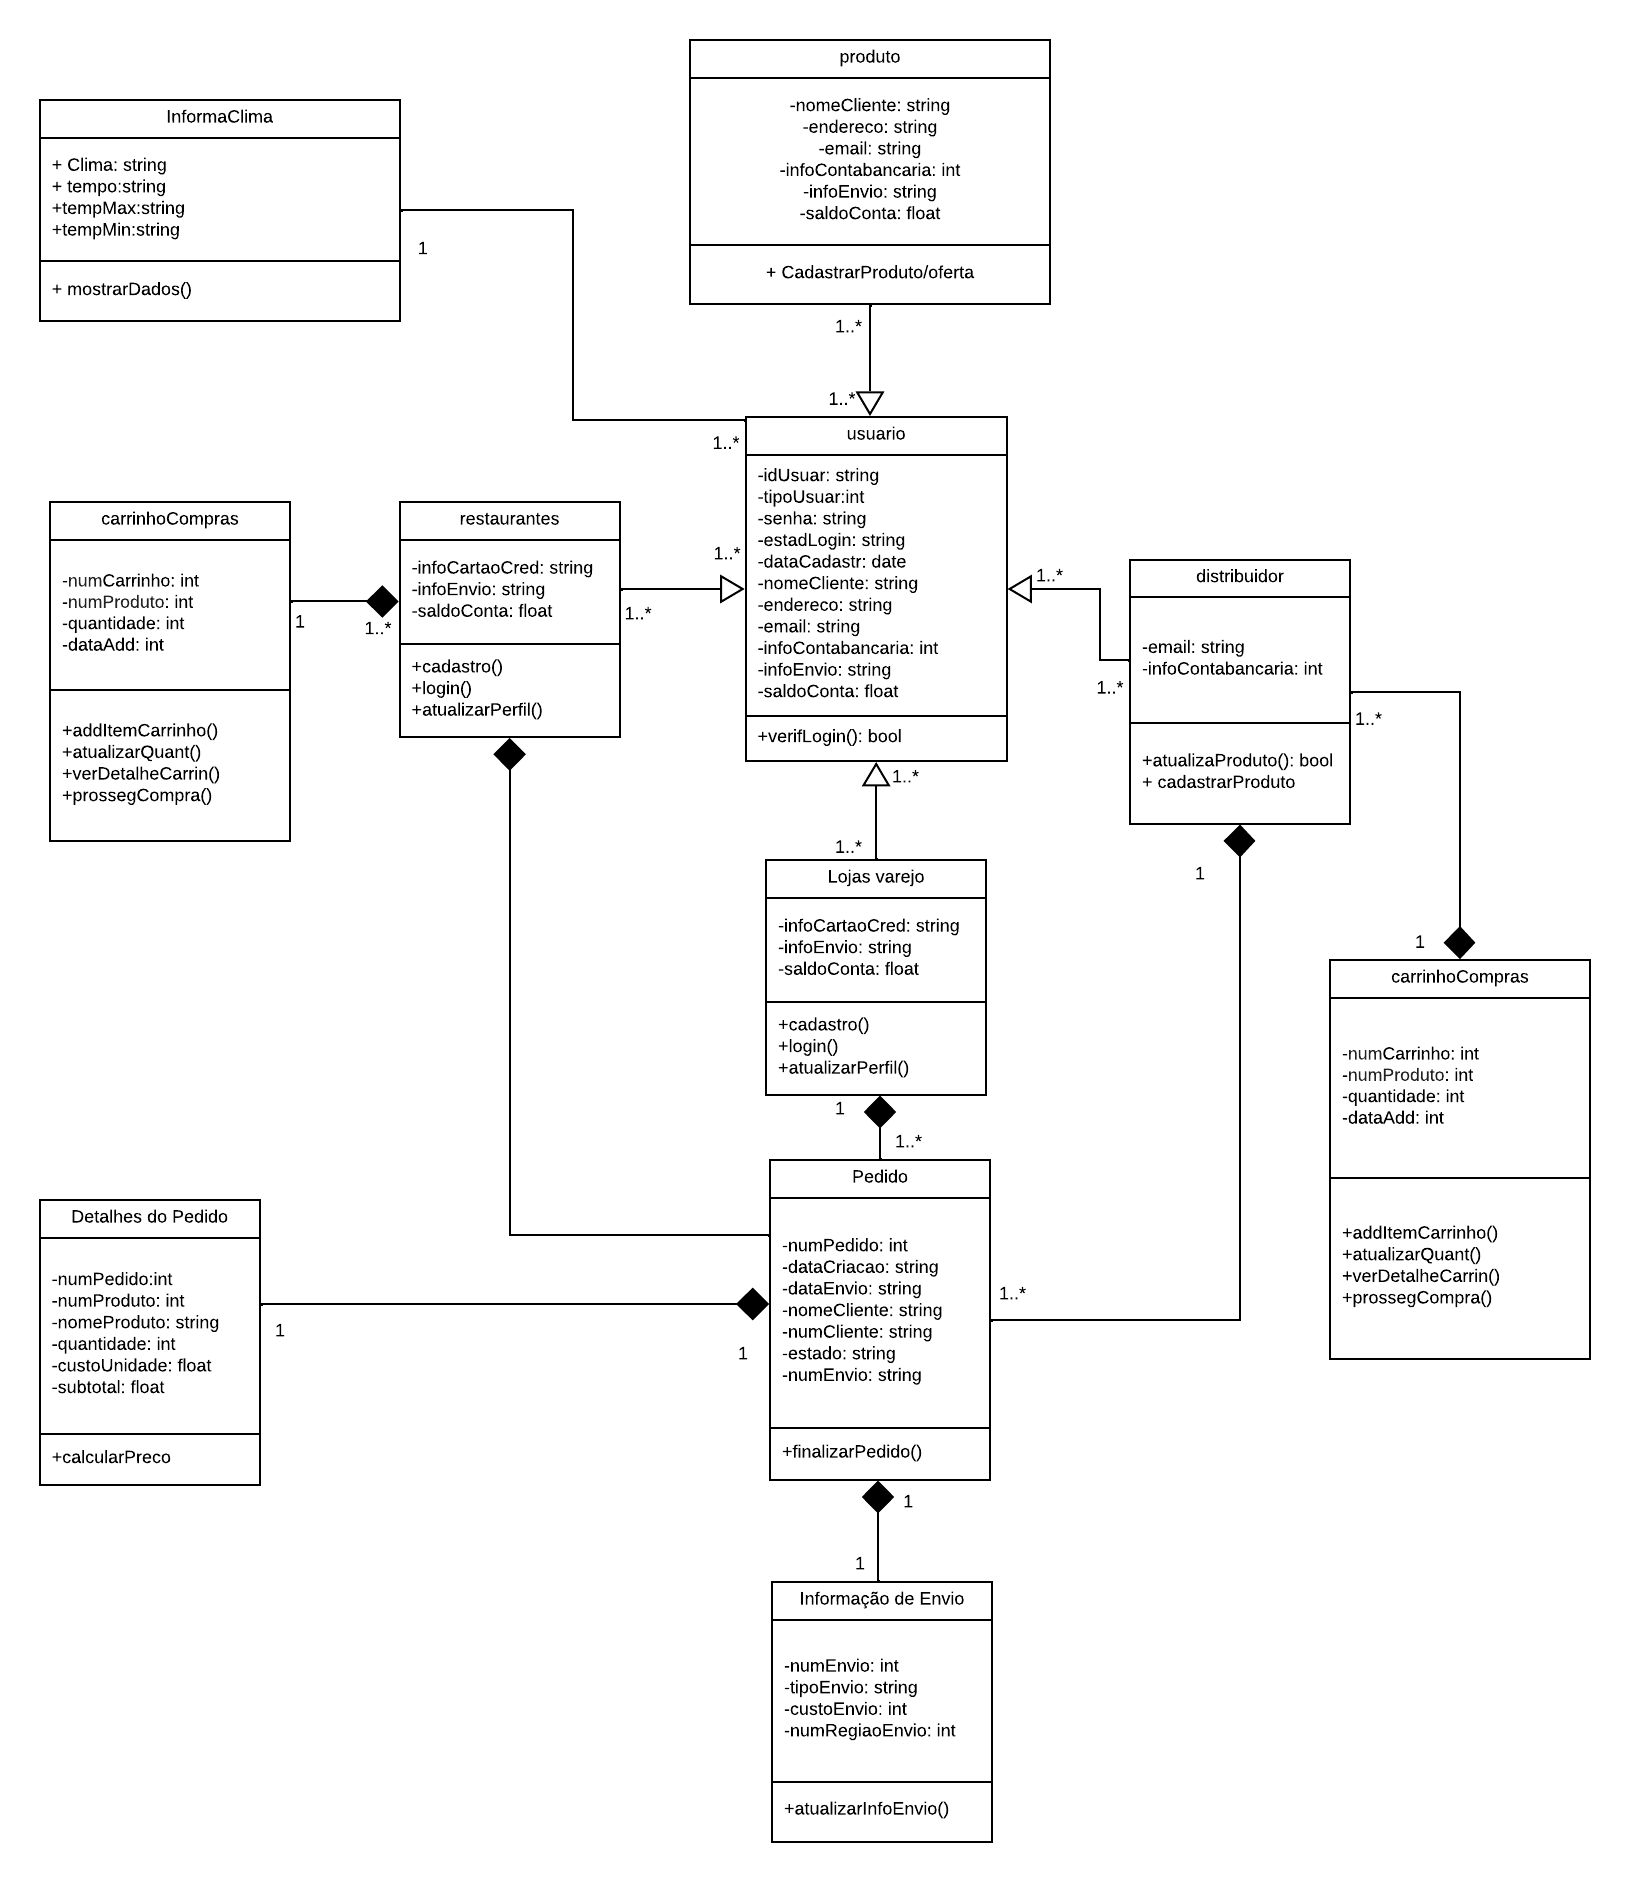 produto
-nomeCliente: string
-endereco: string
-email: string
-infoContabancaria: int
-infoEnvio: string
-saldoConta: float
+ CadastrarProduto/oferta
1..*
1..*
InformaClima
+ Clima: string
+ tempo:string
+tempMax:string
+tempMin:string
+ mostrarDados()
1
1..*
usuario
-idUsuar: string
-tipoUsuar:int
-senha: string
-estadLogin: string
-dataCadastr: date
-nomeCliente: string
-endereco: string
-email: string
-infoContabancaria: int
-infoEnvio: string
-saldoConta: float
+verifLogin(): bool
carrinhoCompras
-numCarrinho: int
-numProduto: int
-quantidade: int
-dataAdd: int
+addItemCarrinho()
+atualizarQuant()
+verDetalheCarrin()
+prossegCompra()
1
1..*
restaurantes
-infoCartaoCred: string
-infoEnvio: string
-saldoConta: float
+cadastro()
+login()
+atualizarPerfil()
1..*
1..*
1..*
1..*
distribuidor
-email: string
-infoContabancaria: int
+atualizaProduto(): bool
+ cadastrarProduto
1..*
1
1
1..*
1..*
Lojas varejo
-infoCartaoCred: string
-infoEnvio: string
-saldoConta: float
+cadastro()
+login()
+atualizarPerfil()
1
1..*
carrinhoCompras
-numCarrinho: int
-numProduto: int
-quantidade: int
-dataAdd: int
+addItemCarrinho()
+atualizarQuant()
+verDetalheCarrin()
+prossegCompra()
Pedido
-numPedido: int
-dataCriacao: string
-dataEnvio: string
-nomeCliente: string
-numCliente: string
-estado: string
-numEnvio: string
+finalizarPedido()
1..*
Detalhes do Pedido
-numPedido:int
-numProduto: int
-nomeProduto: string
-quantidade: int
-custoUnidade: float
-subtotal: float
+calcularPreco
1
1
1
1
Informação de Envio
-numEnvio: int
-tipoEnvio: string
-custoEnvio: int
-numRegiaoEnvio: int
+atualizarInfoEnvio()